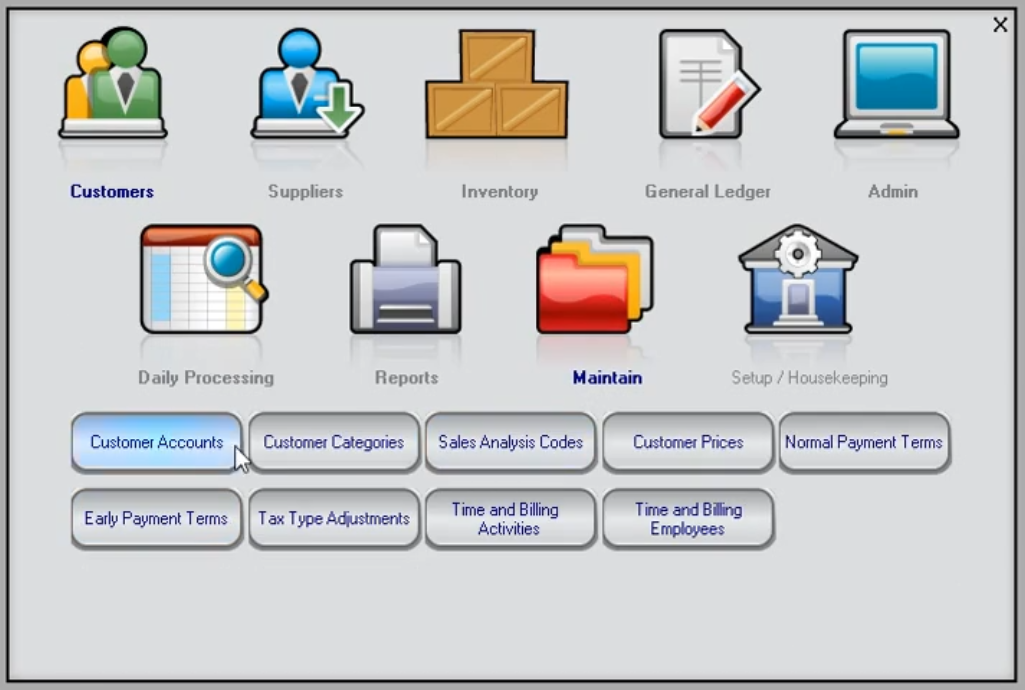 X
Customers
Suppliers
Inventory
General Ledger
Admin
Daily Processing
Reports
Maintain
Setup / Housekeeping
Customer Accounts
Customer Categories
Sales Analysis Codes
Customer Prices
Normal Payment Terms
Early Payment Terms
Tax Type Adjustments
Time and Billing
Activities
Time and Billing
Employees